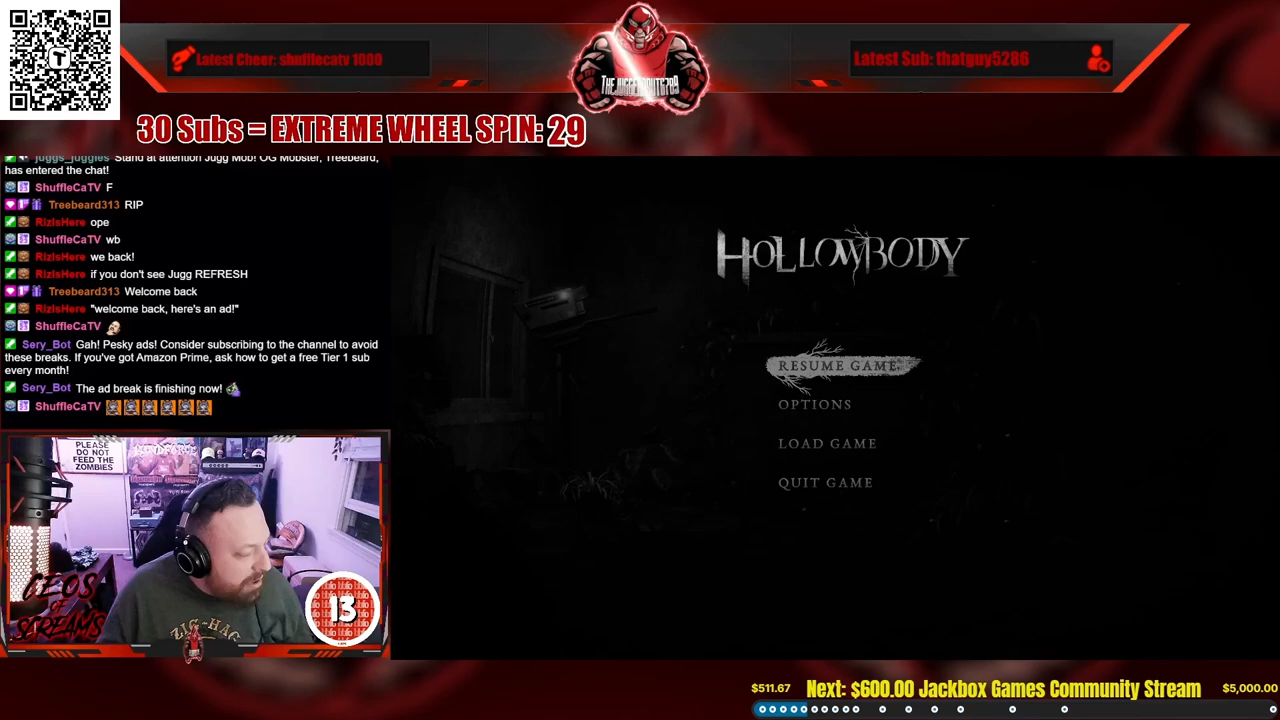 Latest Cheer: shufflecatv 1000
THEJUGGERNAUT6789
Latest Sub: thatguy5286
30 Subs = EXTREME WHEEL SPIN: 29
juggs_juggies Stand at attention Jugg Mob! OG Mobster, Treebeard,
has entered the chat!
ShuffleCaTV F
Treebeard313 RIP
RizIsHere ope
ShuffleCaTV wb
RizIsHere we back!
RizIsHere if you don't see Jugg REFRESH
Treebeard313 Welcome back
RizIsHere "welcome back, here's an ad!"
ShuffleCaTV
Sery_Bot Gah! Pesky ads! Consider subscribing to the channel to avoid
these breaks. If you've got Amazon Prime, ask how to get a free Tier 1 sub
every month!
Sery_Bot The ad break is finishing now!
ShuffleCaTV
HOLLOWBODY
RESUME GAME
OPTIONS
LOAD GAME
QUIT GAME
PLEASE
DO NOT
FEED THE
ZOMBIES
CEOS
OF
STREAMS
13
$511.67 Next: $600.00 Jackbox Games Community Stream $5,000.00